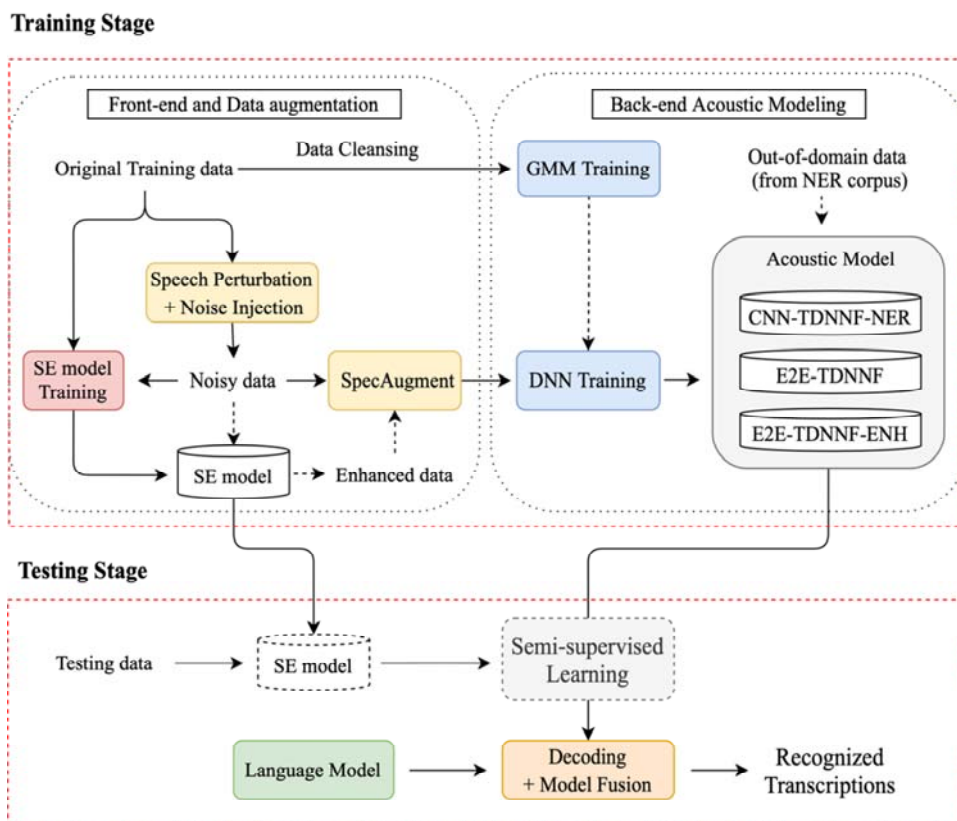 Training Stage
Front-end and Data augmentation
Back-end Acoustic Modeling
Data Cleansing
Original Training data
GMM Training
Out-of-domain data
(from NER corpus)
Speech Perturbation
+ Noise Injection
Acoustic Model
CNN-TDNNF-NER
SE model
Training
Noisy data
SpecAugment
DNN Training
E2E-TDNNF
E2E-TDNNF-ENH
SE model
Enhanced data
Testing Stage
Testing data
SE model
Semi-supervised
Learning
Language Model
Decoding
+ Model Fusion
Recognized
Transcriptions